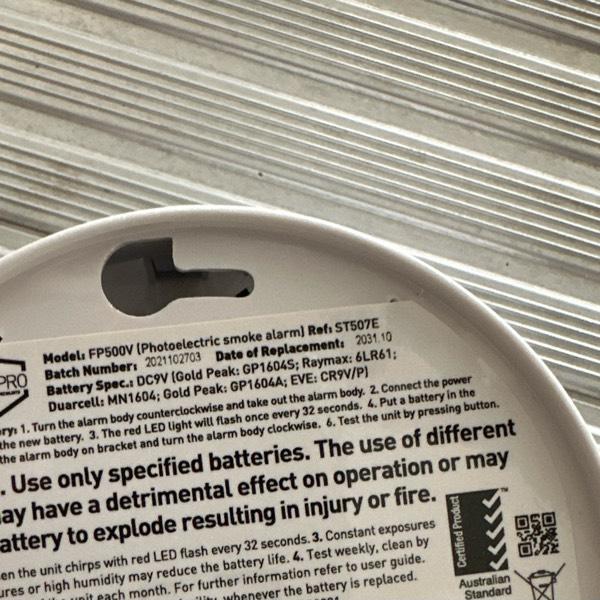 Model: FP500V (Photoelectric smoke alarm) Ref: ST507E
Batch Number: 2021102703 Date of Replacement: 2031.10
Battery Spec.: DC9V (Gold Peak: GP1604S; Raymax: 6LR61;
Duarcell: MN1604; Gold Peak: GP1604A; EVE: CR9V/P)
PRO
1. Turn the alarm body counterclockwise and take out the alarm body. 2. Connect the power
the new battery. 3. The red LED light will flash once every 32 seconds. 4. Put a battery in the
the alarm body on bracket and turn the alarm body clockwise. 6. Test the unit by pressing button.
. Use only specified batteries. The use of different
may have a detrimental effect on operation or may
battery to explode resulting in injury or fire.
en the unit chirps with red LED flash every 32 seconds. 3. Constant exposures
ures or high humidity may reduce the battery life. 4. Test weekly, clean by
unit each month. For further information refer to user guide.
whenever the battery is replaced.
Certified Product
TM
Australian
Standard